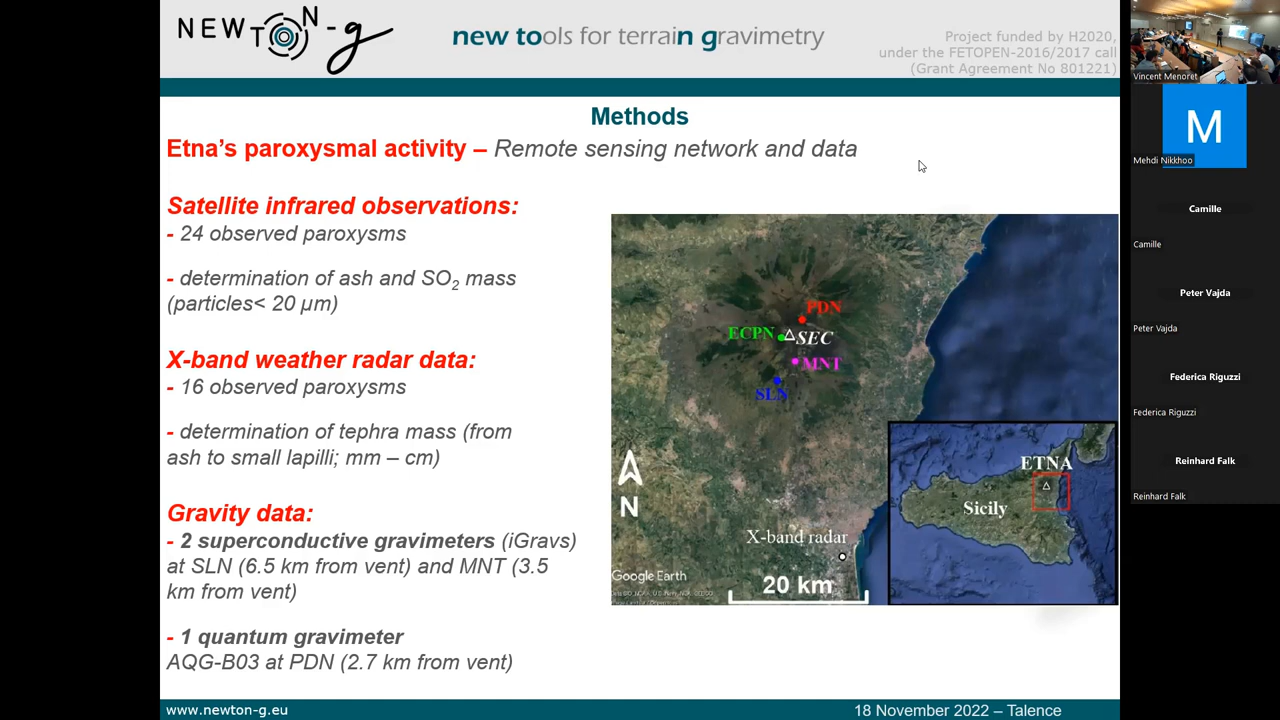 NEWTON-g
new tools for terrain gravimetry
Project funded by H2020,
under the FETOPEN-2016/2017 call
(Grant Agreement No 801221)
Methods
Etna's paroxysmal activity – Remote sensing network and data
Satellite infrared observations:
- 24 observed paroxysms
- determination of ash and SO2 mass
(particles< 20 µm)
X-band weather radar data:
- 16 observed paroxysms
- determination of tephra mass (from
ash to small lapilli; mm – cm)
Gravity data:
- 2 superconductive gravimeters (iGravs)
at SLN (6.5 km from vent) and MNT (3.5
km from vent)
- 1 quantum gravimeter
AQG-B03 at PDN (2.7 km from vent)
PDN
ECPN
SEC
MNT
SLN
N
X-band radar
Google Earth
20 km
ETNA
Sicily
www.newton-g.eu
18 November 2022 – Talence
Vincent Menoret
M
Mehdi Nikkhoo
Camille
Camille
Peter Vajda
Peter Vajda
Federica Riguzzi
Federica Riguzzi
Reinhard Falk
Reinhard Falk